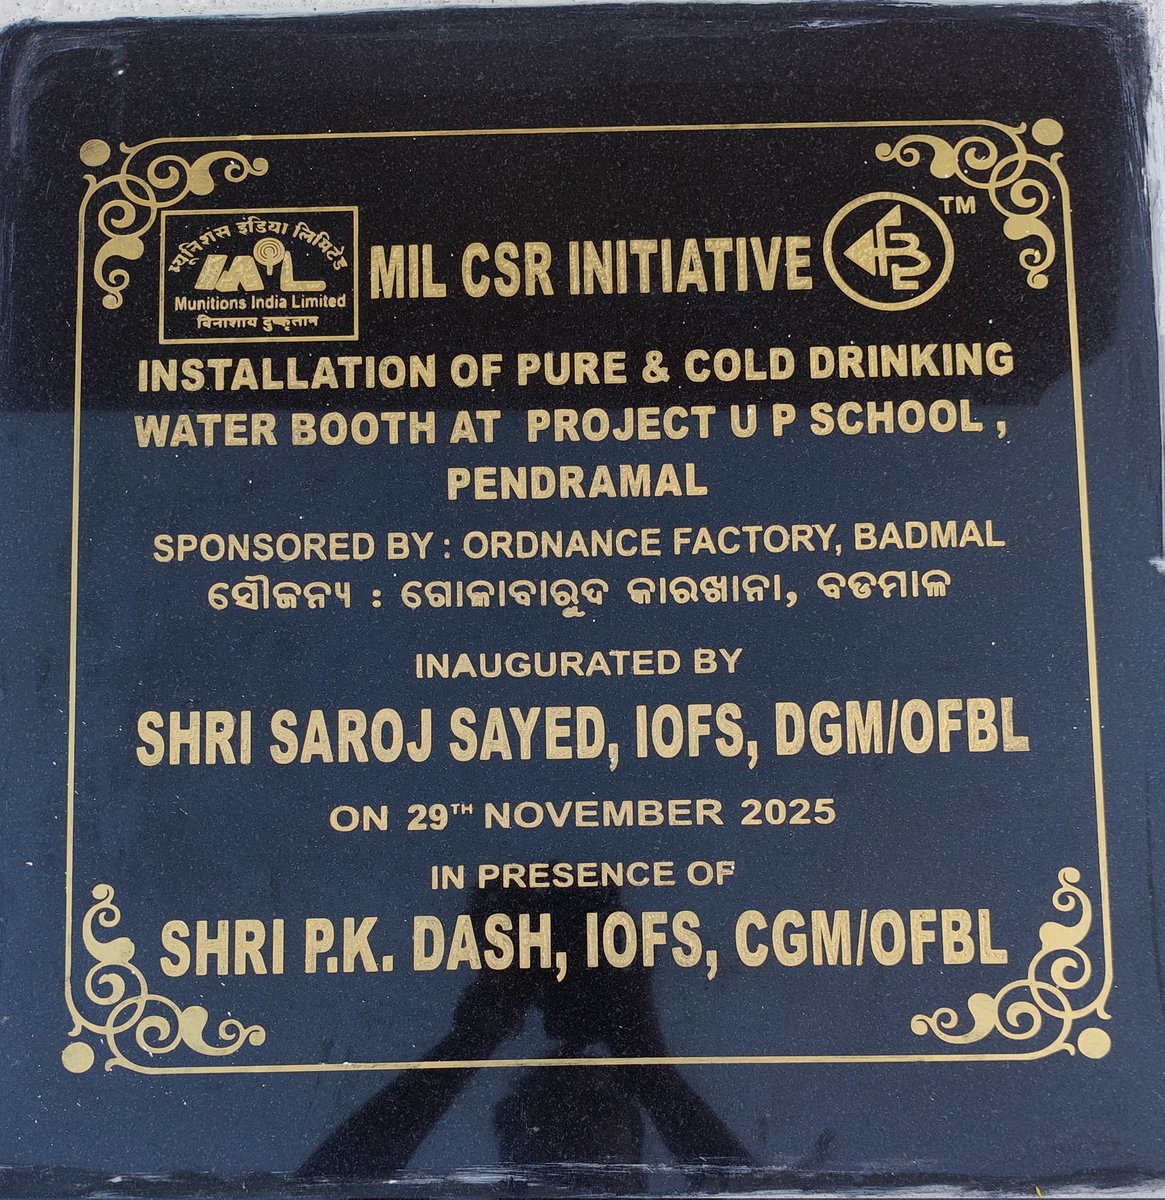 म्यूनिशंस इंडिया लिमिटेड
Munitions India Limited
विनाशाय दुष्कृताम
MIL CSR INITIATIVE
TM
INSTALLATION OF PURE & COLD DRINKING
WATER BOOTH AT PROJECT U P SCHOOL ,
PENDRAMAL
SPONSORED BY : ORDNANCE FACTORY, BADMAL
ସୌଜନ୍ୟ : ଗୋଳାବାରୁଦ କାରଖାନା, ବଡମାଳ
INAUGURATED BY
SHRI SAROJ SAYED, IOFS, DGM/OFBL
ON 29TH NOVEMBER 2025
IN PRESENCE OF
SHRI P.K. DASH, IOFS, CGM/OFBL